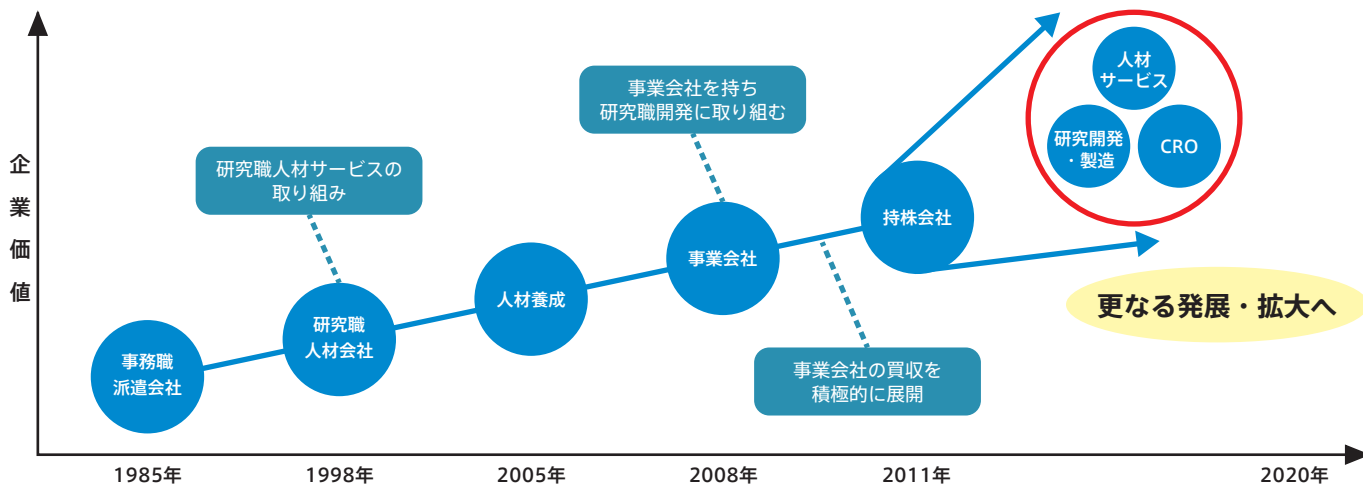 企業価値
人材
サービス
研究開発
・製造
CRO
事業会社を持ち
研究職開発に取り組む
研究職人材サービスの
取り組み
持株会社
事業会社
人材養成
研究職
人材会社
事務職
派遣会社
更なる発展・拡大へ
事業会社の買収を
積極的に展開
1985年
1998年
2005年
2008年
2011年
2020年